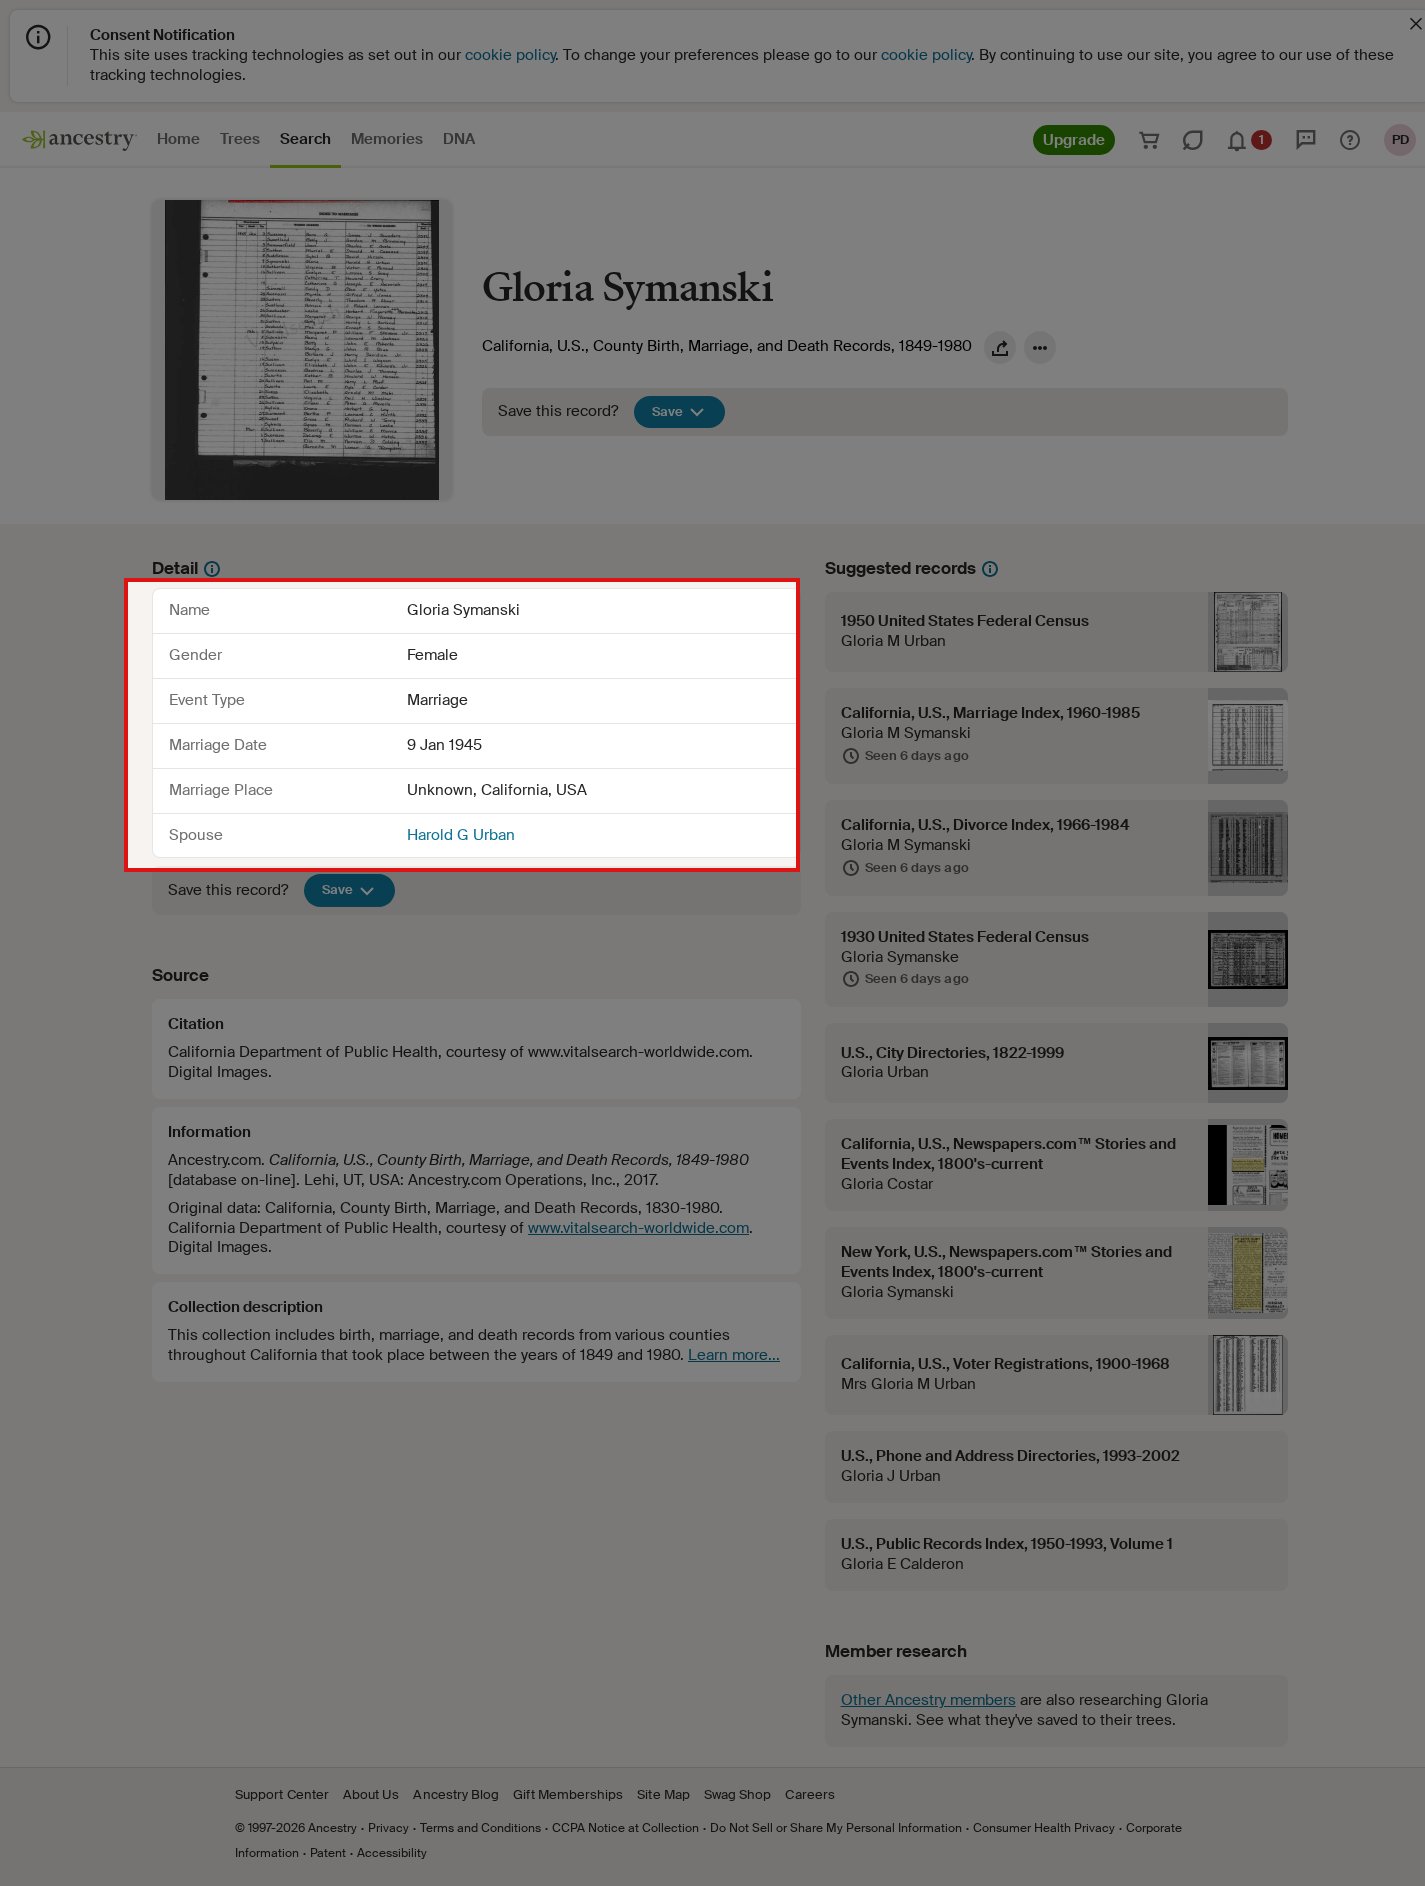 Consent Notification
This site uses tracking technologies as set out in our cookie policy. To change your preferences please go to our cookie policy. By continuing to use our site, you agree to our use of these
tracking technologies.
ancestry
Home Trees Search Memories DNA
Upgrade
1
PD
Gloria Symanski
California, U.S., County Birth, Marriage, and Death Records, 1849-1980
Save this record? Save
Detail
Name Gloria Symanski
Gender Female
Event Type Marriage
Marriage Date 9 Jan 1945
Marriage Place Unknown, California, USA
Spouse Harold G Urban
Save this record? Save
Source
Citation
California Department of Public Health, courtesy of www.vitalsearch-worldwide.com.
Digital Images.
Information
Ancestry.com. California, U.S., County Birth, Marriage, and Death Records, 1849-1980
[database on-line]. Lehi, UT, USA: Ancestry.com Operations, Inc., 2017.
Original data: California, County Birth, Marriage, and Death Records, 1830-1980.
California Department of Public Health, courtesy of www.vitalsearch-worldwide.com.
Digital Images.
Collection description
This collection includes birth, marriage, and death records from various counties
throughout California that took place between the years of 1849 and 1980. Learn more...
Suggested records
1950 United States Federal Census
Gloria M Urban
California, U.S., Marriage Index, 1960-1985
Gloria M Symanski
Seen 6 days ago
California, U.S., Divorce Index, 1966-1984
Gloria M Symanski
Seen 6 days ago
1930 United States Federal Census
Gloria Symanske
Seen 6 days ago
U.S., City Directories, 1822-1999
Gloria Urban
California, U.S., Newspapers.com™ Stories and
Events Index, 1800's-current
Gloria Costar
New York, U.S., Newspapers.com™ Stories and
Events Index, 1800's-current
Gloria Symanski
California, U.S., Voter Registrations, 1900-1968
Mrs Gloria M Urban
U.S., Phone and Address Directories, 1993-2002
Gloria J Urban
U.S., Public Records Index, 1950-1993, Volume 1
Gloria E Calderon
Member research
Other Ancestry members are also researching Gloria
Symanski. See what they've saved to their trees.
Support Center About Us Ancestry Blog Gift Memberships Site Map Swag Shop Careers
© 1997-2026 Ancestry • Privacy • Terms and Conditions • CCPA Notice at Collection • Do Not Sell or Share My Personal Information • Consumer Health Privacy • Corporate
Information • Patent • Accessibility